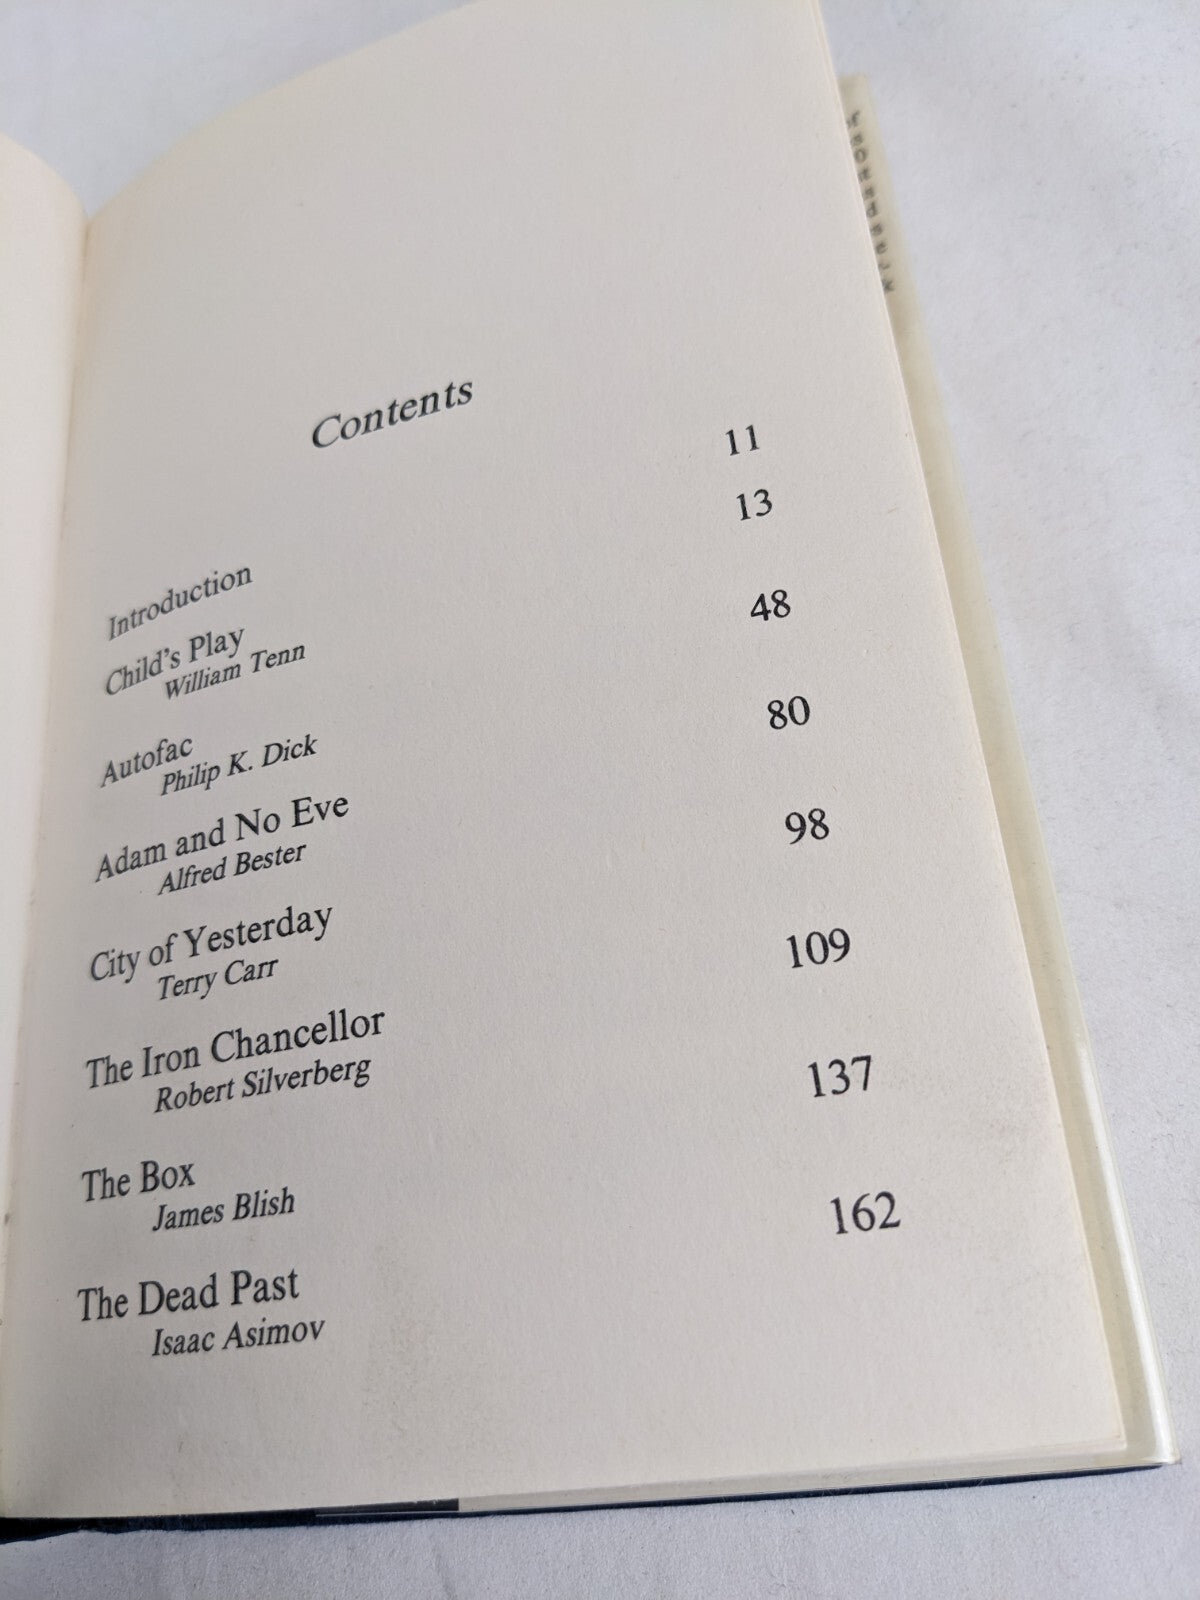 Contents
Introduction 11
Child's Play 13
William Tenn
Autofac 48
Philip K. Dick
Adam and No Eve 80
Alfred Bester
City of Yesterday 98
Terry Carr
The Iron Chancellor 109
Robert Silverberg
The Box 137
James Blish
The Dead Past 162
Isaac Asimov